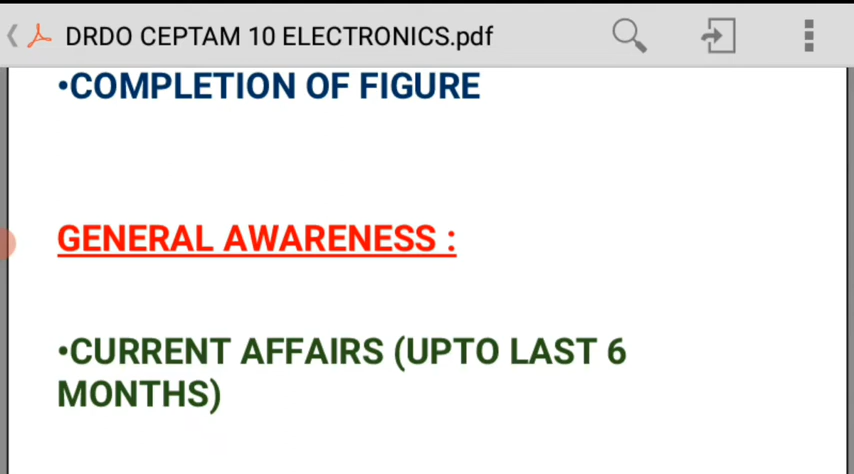 DRDO CEPTAM 10 ELECTRONICS.pdf
•COMPLETION OF FIGURE
GENERAL AWARENESS :
•CURRENT AFFAIRS (UPTO LAST 6
MONTHS)